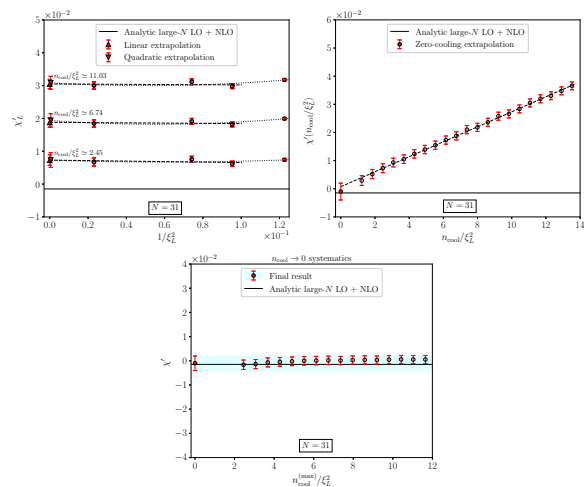 ×10⁻²
Analytic large-N LO + NLO
Linear extrapolation
Quadratic extrapolation
n_cool/ξ_L² ≃ 11.03
n_cool/ξ_L² ≃ 6.74
n_cool/ξ_L² ≃ 2.45
χ'_L
6
5
4
3
2
1
0
−1
N = 31
0.0 0.2 0.4 0.6 0.8 1.0 1.2
1/ξ_L²
×10⁻¹
×10⁻²
Analytic large-N LO + NLO
Zero-cooling extrapolation
χ'(n_cool/ξ_L²)
6
5
4
3
2
1
0
−1
N = 31
0 2 4 6 8 10 12 14
n_cool/ξ_L²
n_cool → 0 systematics
×10⁻²
Final result
Analytic large-N LO + NLO
χ'
4
3
2
1
0
−1
−2
−3
−4
N = 31
0 2 4 6 8 10 12
n_cool^(max)/ξ_L²